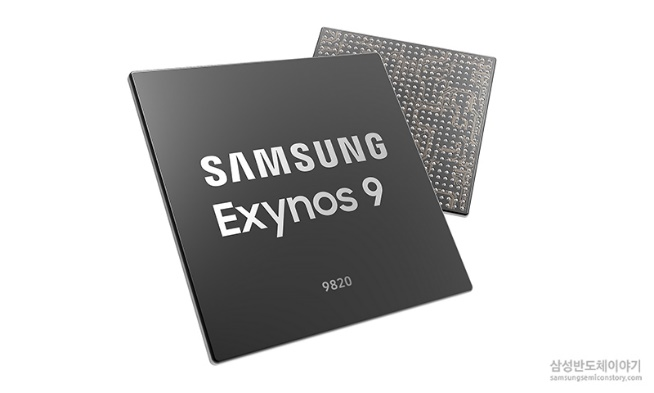 SAMSUNG
Exynos 9
9820
삼성반도체이야기
samsungsemiconstory.com